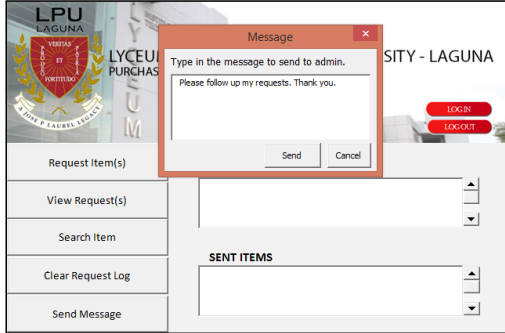 LPU
LAGUNA
VERITAS
ET
FORTITUDO
A JOSE P LAUREL LEGACY
LYCEU
PURCHAS
SITY - LAGUNA
LYCEUM
Message
×
Type in the message to send to admin.
Please follow up my requests. Thank you.
Send
Cancel
LOG IN
LOG OUT
Request Item(s)
View Request(s)
Search Item
Clear Request Log
Send Message
SENT ITEMS